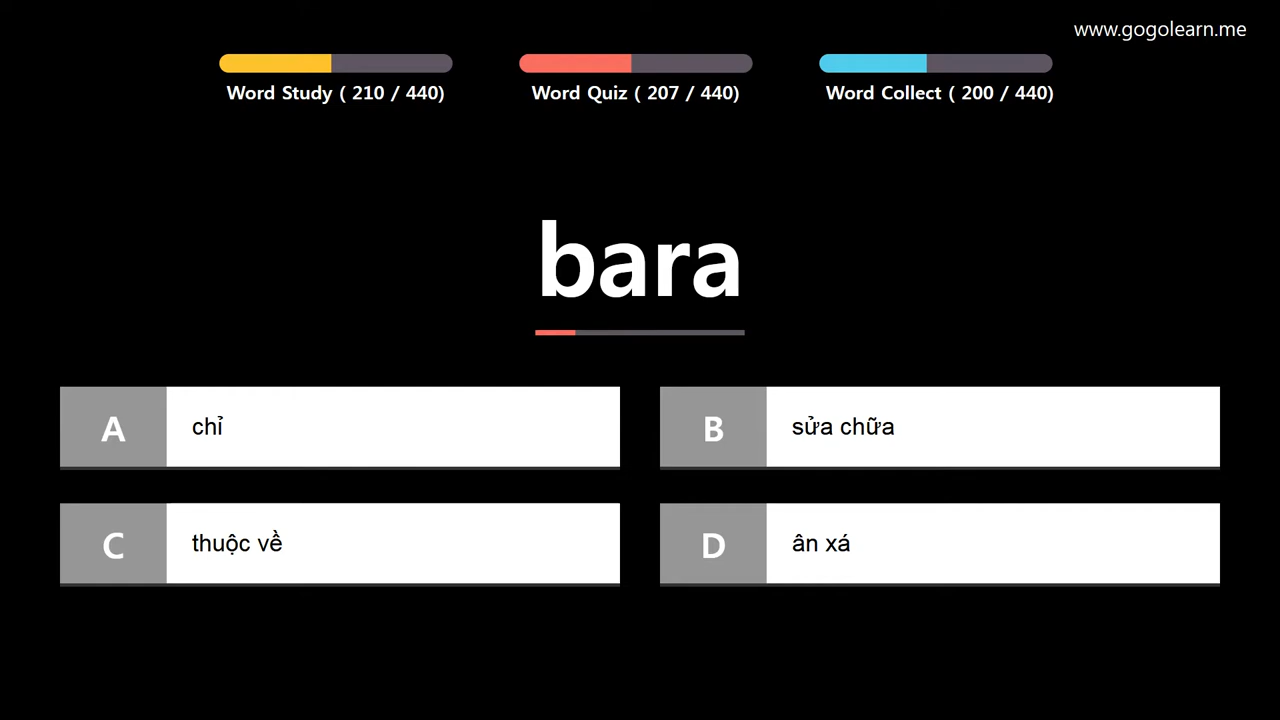 www.gogolearn.me
Word Study ( 210 / 440)
Word Quiz ( 207 / 440)
Word Collect ( 200 / 440)
bara
A
chỉ
B
sửa chữa
C
thuộc về
D
ân xá